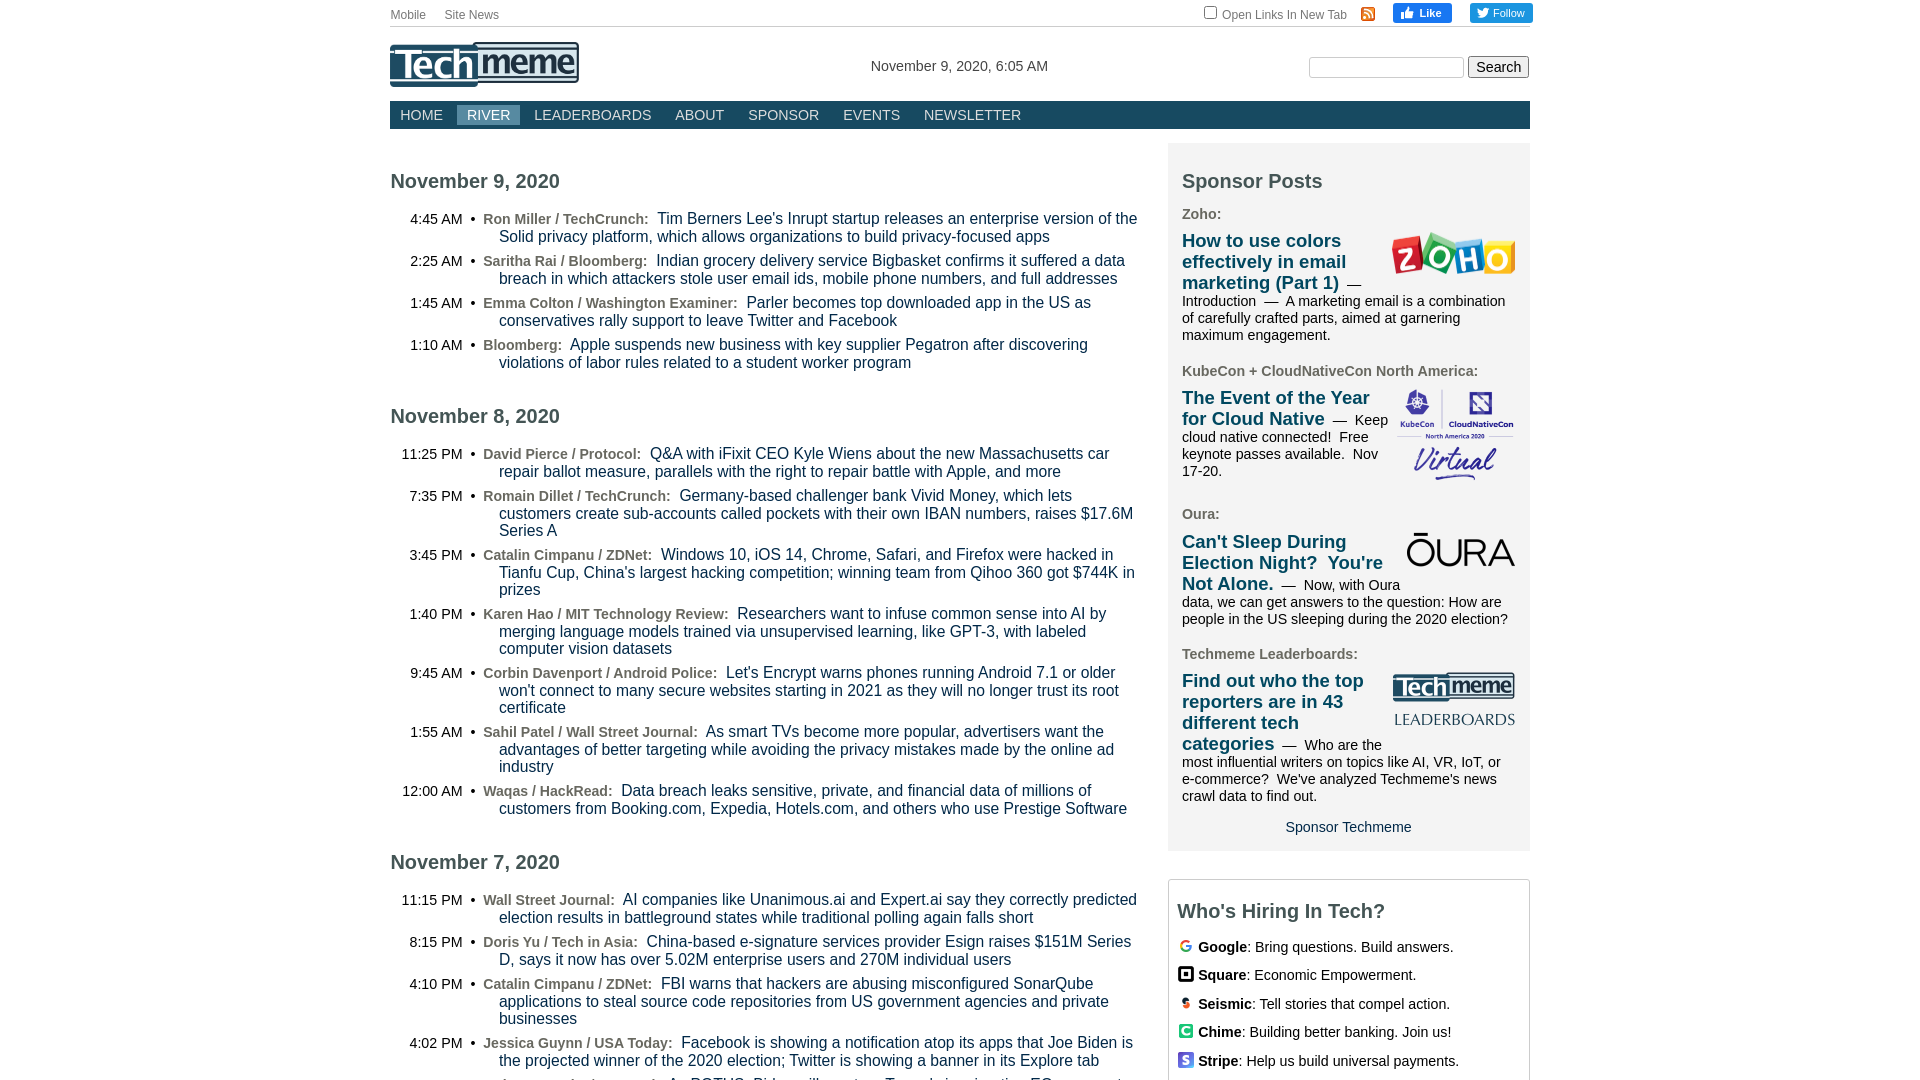 Mobile Site News
Open Links In New Tab
Like
Follow
Techmeme
November 9, 2020, 6:05 AM
Search
HOME RIVER LEADERBOARDS ABOUT SPONSOR EVENTS NEWSLETTER
November 9, 2020
4:45 AM • Ron Miller / TechCrunch: Tim Berners Lee's Inrupt startup releases an enterprise version of the
Solid privacy platform, which allows organizations to build privacy-focused apps
2:25 AM • Saritha Rai / Bloomberg: Indian grocery delivery service Bigbasket confirms it suffered a data
breach in which attackers stole user email ids, mobile phone numbers, and full addresses
1:45 AM • Emma Colton / Washington Examiner: Parler becomes top downloaded app in the US as
conservatives rally support to leave Twitter and Facebook
1:10 AM • Bloomberg: Apple suspends new business with key supplier Pegatron after discovering
violations of labor rules related to a student worker program
November 8, 2020
11:25 PM • David Pierce / Protocol: Q&A with iFixit CEO Kyle Wiens about the new Massachusetts car
repair ballot measure, parallels with the right to repair battle with Apple, and more
7:35 PM • Romain Dillet / TechCrunch: Germany-based challenger bank Vivid Money, which lets
customers create sub-accounts called pockets with their own IBAN numbers, raises $17.6M
Series A
3:45 PM • Catalin Cimpanu / ZDNet: Windows 10, iOS 14, Chrome, Safari, and Firefox were hacked in
Tianfu Cup, China's largest hacking competition; winning team from Qihoo 360 got $744K in
prizes
1:40 PM • Karen Hao / MIT Technology Review: Researchers want to infuse common sense into AI by
merging language models trained via unsupervised learning, like GPT-3, with labeled
computer vision datasets
9:45 AM • Corbin Davenport / Android Police: Let's Encrypt warns phones running Android 7.1 or older
won't connect to many secure websites starting in 2021 as they will no longer trust its root
certificate
1:55 AM • Sahil Patel / Wall Street Journal: As smart TVs become more popular, advertisers want the
advantages of better targeting while avoiding the privacy mistakes made by the online ad
industry
12:00 AM • Waqas / HackRead: Data breach leaks sensitive, private, and financial data of millions of
customers from Booking.com, Expedia, Hotels.com, and others who use Prestige Software
November 7, 2020
11:15 PM • Wall Street Journal: AI companies like Unanimous.ai and Expert.ai say they correctly predicted
election results in battleground states while traditional polling again falls short
8:15 PM • Doris Yu / Tech in Asia: China-based e-signature services provider Esign raises $151M Series
D, says it now has over 5.02M enterprise users and 270M individual users
4:10 PM • Catalin Cimpanu / ZDNet: FBI warns that hackers are abusing misconfigured SonarQube
applications to steal source code repositories from US government agencies and private
businesses
4:02 PM • Jessica Guynn / USA Today: Facebook is showing a notification atop its apps that Joe Biden is
the projected winner of the 2020 election; Twitter is showing a banner in its Explore tab
Sponsor Posts
Zoho:
ZOHO
How to use colors
effectively in email
marketing (Part 1) —
Introduction — A marketing email is a combination
of carefully crafted parts, aimed at garnering
maximum engagement.
KubeCon + CloudNativeCon North America:
KubeCon CloudNativeCon
North America 2020
Virtual
The Event of the Year
for Cloud Native — Keep
cloud native connected! Free
keynote passes available. Nov
17-20.
Oura:
ŌURA
Can't Sleep During
Election Night? You're
Not Alone. — Now, with Oura
data, we can get answers to the question: How are
people in the US sleeping during the 2020 election?
Techmeme Leaderboards:
Techmeme
LEADERBOARDS
Find out who the top
reporters are in 43
different tech
categories — Who are the
most influential writers on topics like AI, VR, IoT, or
e-commerce? We've analyzed Techmeme's news
crawl data to find out.
Sponsor Techmeme
Who's Hiring In Tech?
Google: Bring questions. Build answers.
Square: Economic Empowerment.
Seismic: Tell stories that compel action.
Chime: Building better banking. Join us!
Stripe: Help us build universal payments.